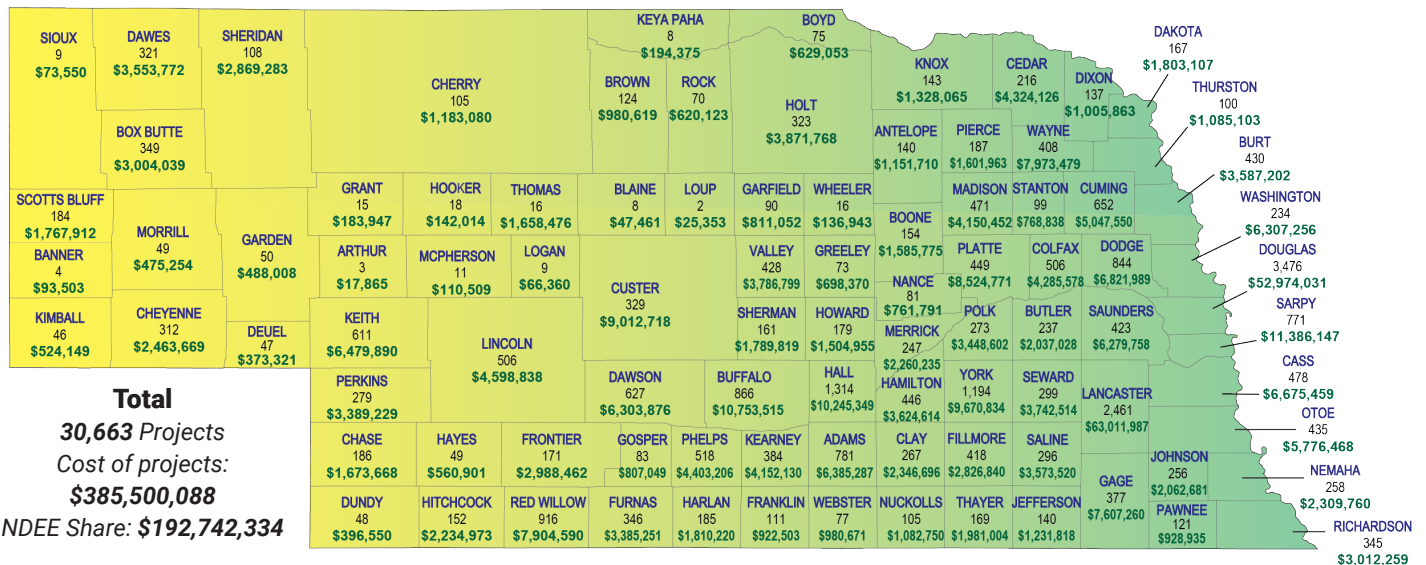 SIOUX
9
$73,550
DAWES
321
$3,553,772
SHERIDAN
108
$2,869,283
BOX BUTTE
349
$3,004,039
CHERRY
105
$1,183,080
KEYA PAHA
8
$194,375
BOYD
75
$629,053
BROWN
124
$980,619
ROCK
70
$620,123
HOLT
323
$3,871,768
KNOX
143
$1,328,065
CEDAR
216
$4,324,126
DIXON
137
$1,005,863
DAKOTA
167
$1,803,107
THURSTON
100
$1,085,103
ANTELOPE
140
$1,151,710
PIERCE
187
$1,601,963
WAYNE
408
$7,973,479
BURT
430
$3,587,202
SCOTTS BLUFF
184
$1,767,912
BANNER
4
$93,503
KIMBALL
46
$524,149
MORRILL
49
$475,254
CHEYENNE
312
$2,463,669
GARDEN
50
$488,008
DEUEL
47
$373,321
GRANT
15
$183,947
HOOKER
18
$142,014
THOMAS
16
$1,658,476
BLAINE
8
$47,461
LOUP
2
$25,353
GARFIELD
90
$811,052
WHEELER
16
$136,943
BOONE
154
$1,585,775
MADISON
471
$4,150,452
STANTON
99
$768,838
CUMING
652
$5,047,550
WASHINGTON
234
$6,307,256
ARTHUR
3
$17,865
MCPHERSON
11
$110,509
LOGAN
9
$66,360
CUSTER
329
$9,012,718
VALLEY
428
$3,786,799
GREELEY
73
$698,370
NANCE
81
$761,791
PLATTE
449
$8,524,771
COLFAX
506
$4,285,578
DODGE
844
$6,821,989
DOUGLAS
3,476
$52,974,031
SARPY
771
$11,386,147
KEITH
611
$6,479,890
LINCOLN
506
$4,598,838
SHERMAN
161
$1,789,819
HOWARD
179
$1,504,955
MERRICK
247
$2,260,235
POLK
273
$3,448,602
BUTLER
237
$2,037,028
SAUNDERS
423
$6,279,758
CASS
478
$6,675,459
PERKINS
279
$3,389,229
DAWSON
627
$6,303,876
BUFFALO
866
$10,753,515
HALL
1,314
$10,245,349
HAMILTON
446
$3,624,614
YORK
1,194
$9,670,834
SEWARD
299
$3,742,514
LANCASTER
2,461
$63,011,987
OTOE
435
$5,776,468
CHASE
186
$1,673,668
HAYES
49
$560,901
FRONTIER
171
$2,988,462
GOSPER
83
$807,049
PHELPS
518
$4,403,206
KEARNEY
384
$4,152,130
ADAMS
781
$6,385,287
CLAY
267
$2,346,696
FILLMORE
418
$2,826,840
SALINE
296
$3,573,520
GAGE
377
$7,607,260
JOHNSON
256
$2,062,681
NEMAHA
258
$2,309,760
DUNDY
48
$396,550
HITCHCOCK
152
$2,234,973
RED WILLOW
916
$7,904,590
FURNAS
346
$3,385,251
HARLAN
185
$1,810,220
FRANKLIN
111
$922,503
WEBSTER
77
$980,671
NUCKOLLS
105
$1,082,750
THAYER
169
$1,981,004
JEFFERSON
140
$1,231,818
PAWNEE
121
$928,935
RICHARDSON
345
$3,012,259
Total
30,663 Projects
Cost of projects:
$385,500,088
NDEE Share: $192,742,334